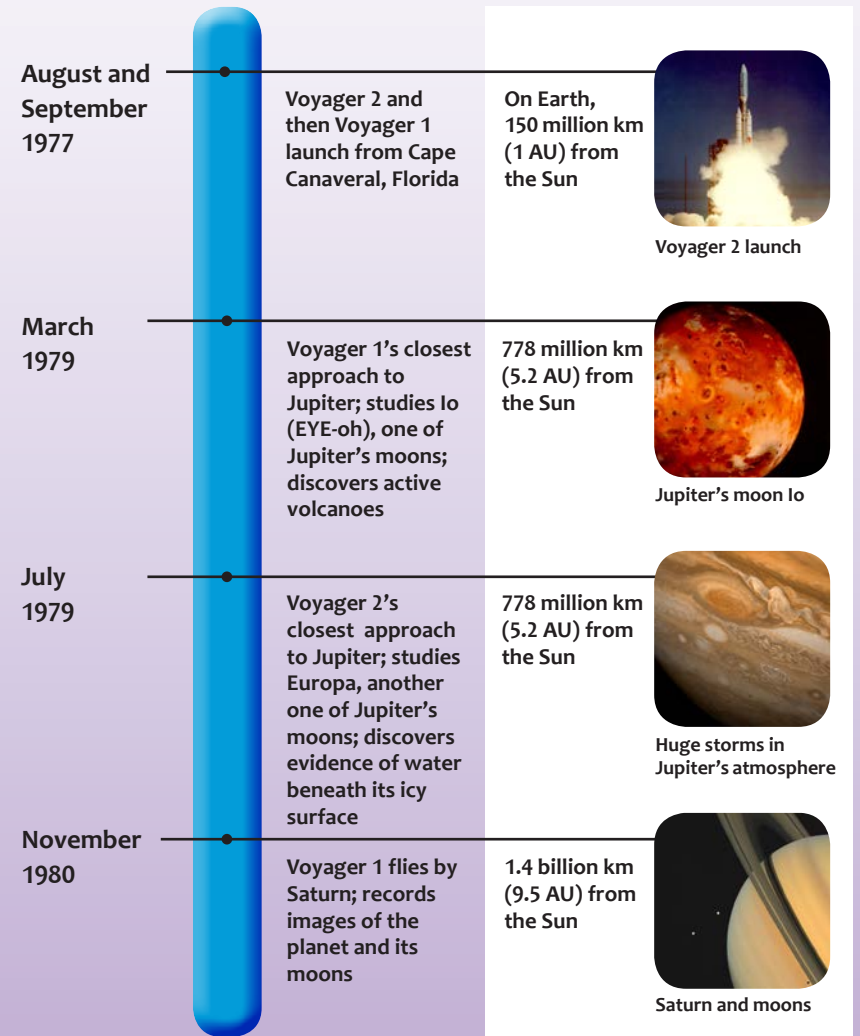 August and
September
1977
Voyager 2 and
then Voyager 1
launch from Cape
Canaveral, Florida
On Earth,
150 million km
(1 AU) from
the Sun
Voyager 2 launch
March
1979
Voyager 1’s closest
approach to
Jupiter; studies Io
(EYE-oh), one of
Jupiter’s moons;
discovers active
volcanoes
778 million km
(5.2 AU) from
the Sun
Jupiter’s moon Io
July
1979
Voyager 2’s
closest approach
to Jupiter; studies
Europa, another
one of Jupiter’s
moons; discovers
evidence of water
beneath its icy
surface
778 million km
(5.2 AU) from
the Sun
Huge storms in
Jupiter’s atmosphere
November
1980
Voyager 1 flies by
Saturn; records
images of the
planet and its
moons
1.4 billion km
(9.5 AU) from
the Sun
Saturn and moons